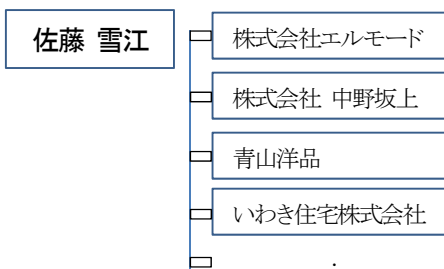 佐藤 雪江
株式会社エルモード
株式会社 中野坂上
青山洋品
いわき住宅株式会社
.